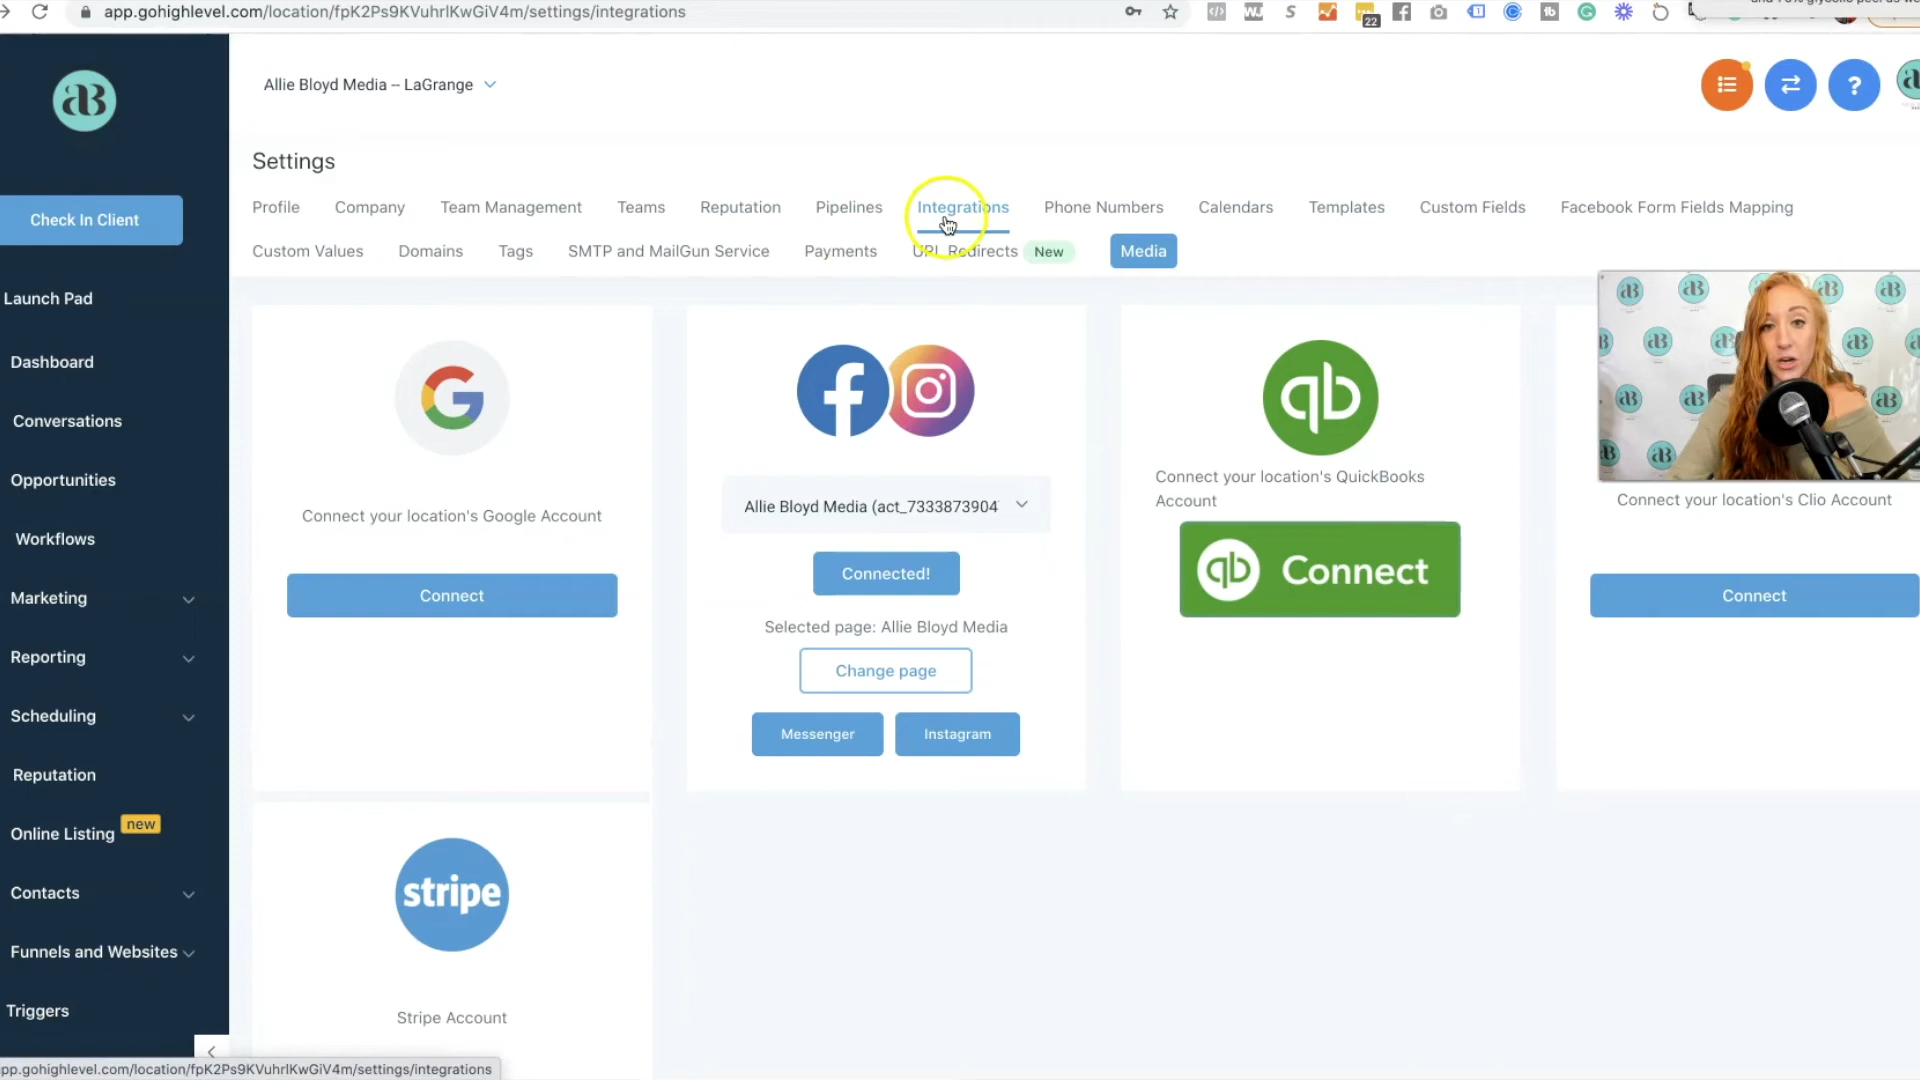 app.gohighlevel.com/location/fpK2Ps9KVuhrlKwGiV4m/settings/integrations
22
Allie Bloyd Media -- LaGrange
Check In Client
Launch Pad
Dashboard
Conversations
Opportunities
Workflows
Marketing
Reporting
Scheduling
Reputation
Online Listing new
Contacts
Funnels and Websites
Triggers
Settings
Profile Company Team Management Teams Reputation Pipelines Integrations Phone Numbers Calendars Templates Custom Fields Facebook Form Fields Mapping
Custom Values Domains Tags SMTP and MailGun Service Payments URL Redirects New Media
Connect your location's Google Account
Connect
Allie Bloyd Media (act_7333873904
Connected!
Selected page: Allie Bloyd Media
Change page
Messenger Instagram
qb
Connect your location's QuickBooks
Account
qb Connect
Connect your location's Clio Account
Connect
stripe
Stripe Account
pp.gohighlevel.com/location/fpK2Ps9KVuhrlKwGiV4m/settings/integrations